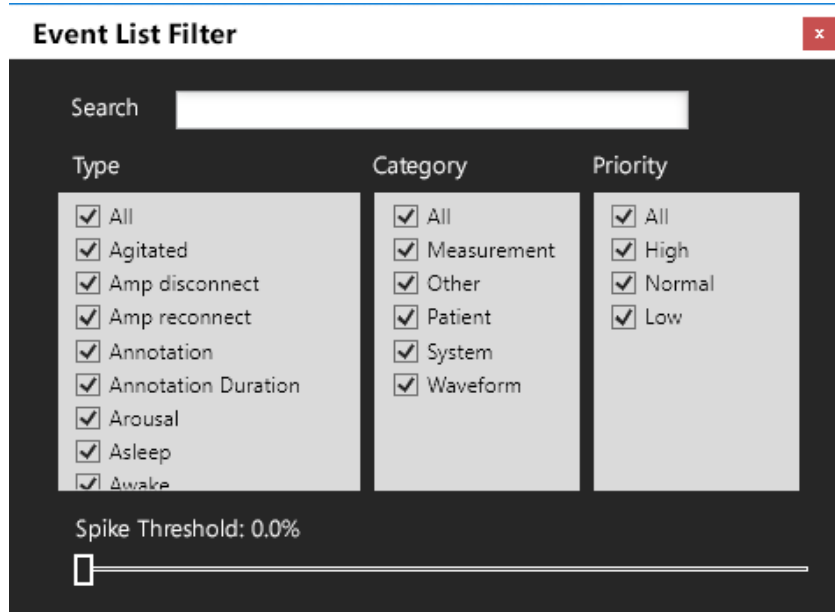 Event List Filter
x
Search
Type
Category
Priority
All
Agitated
Amp disconnect
Amp reconnect
Annotation
Annotation Duration
Arousal
Asleep
Awake
All
Measurement
Other
Patient
System
Waveform
All
High
Normal
Low
Spike Threshold: 0.0%